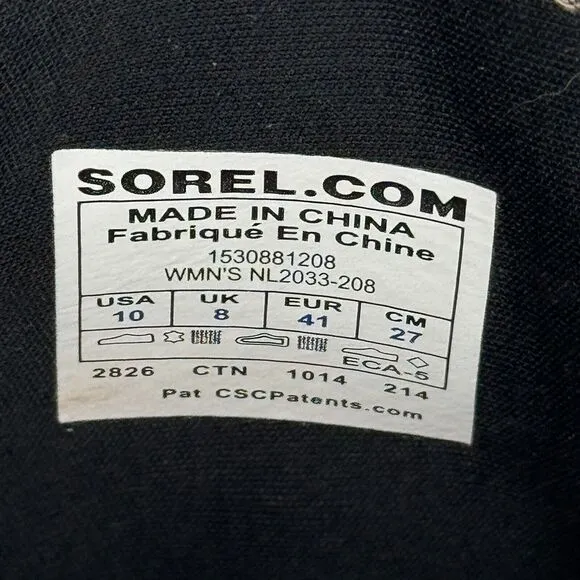 SOREL.COM
MADE IN CHINA
Fabriqué En Chine
1530881208
WMN'S NL2033-208
USA UK EUR CM
10 8 41 27
ECA-5
2826 CTN 1014 214
Pat CSCPatents.com